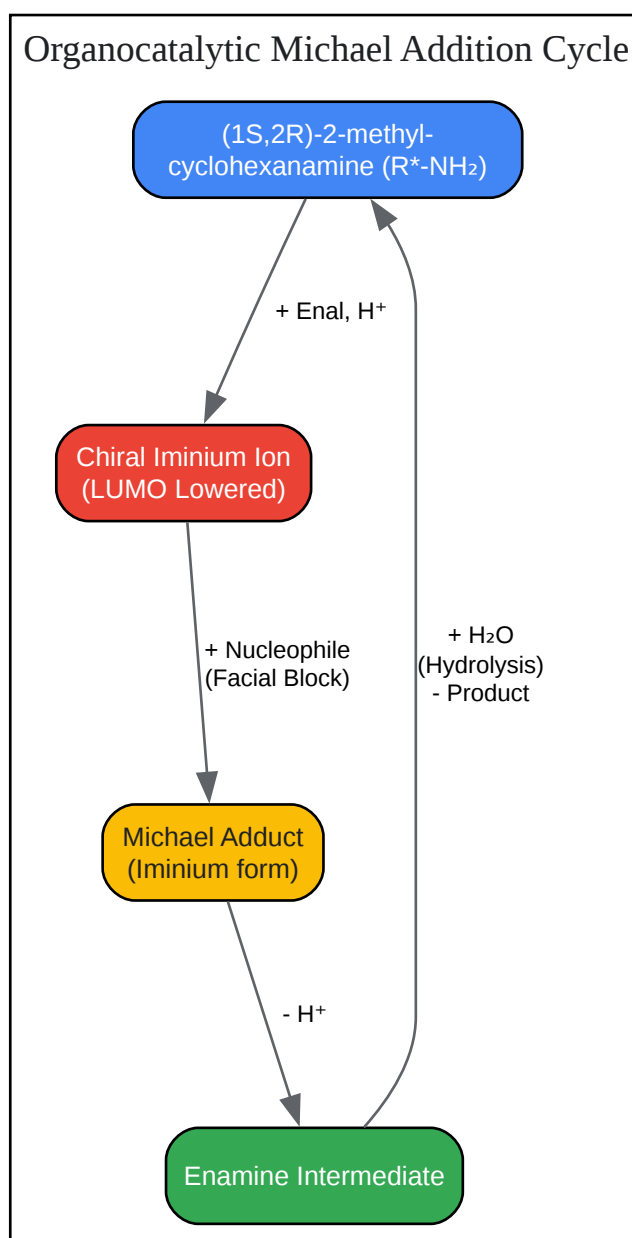 Organocatalytic Michael Addition Cycle
(1S,2R)-2-methyl-
cyclohexanamine (R*-NH₂)
+ Enal, H⁺
Chiral Iminium Ion
(LUMO Lowered)
+ Nucleophile
(Facial Block)
+ H₂O
(Hydrolysis)
- Product
Michael Adduct
(Iminium form)
- H⁺
Enamine Intermediate